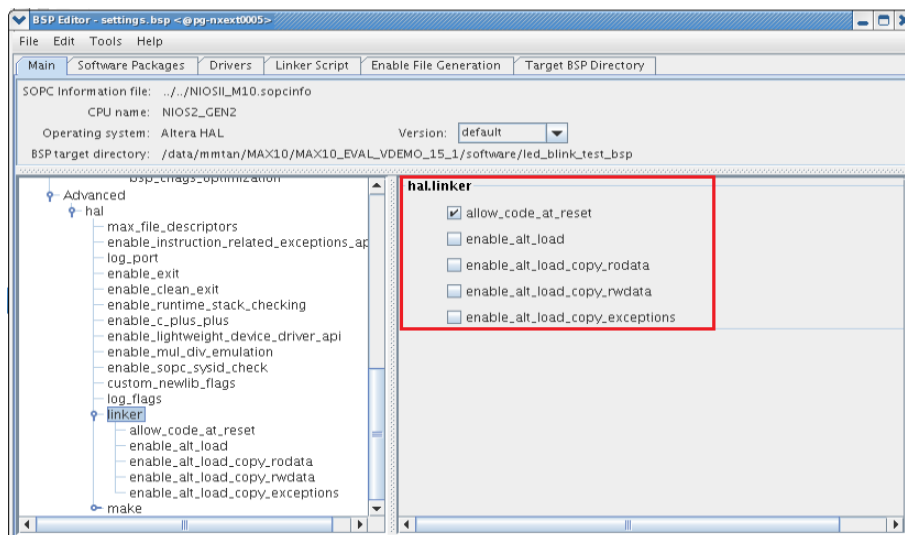 BSP Editor - settings.bsp <@pg-nxext0005>
File Edit Tools Help
Main Software Packages Drivers Linker Script Enable File Generation Target BSP Directory
SOPC Information file: ../../NIOSII_M10.sopcinfo
CPU name: NIOS2_GEN2
Operating system: Altera HAL Version: default
BSP target directory: /data/mmtan/MAX10/MAX10_EVAL_VDEMO_15_1/software/led_blink_test_bsp
Advanced
hal
max_file_descriptors
enable_instruction_related_exceptions_ap
log_port
enable_exit
enable_clean_exit
enable_runtime_stack_checking
enable_c_plus_plus
enable_lightweight_device_driver_api
enable_mul_div_emulation
enable_sopc_sysid_check
custom_newlib_flags
log_flags
linker
allow_code_at_reset
enable_alt_load
enable_alt_load_copy_rodata
enable_alt_load_copy_rwdata
enable_alt_load_copy_exceptions
make
hal.linker
allow_code_at_reset
enable_alt_load
enable_alt_load_copy_rodata
enable_alt_load_copy_rwdata
enable_alt_load_copy_exceptions